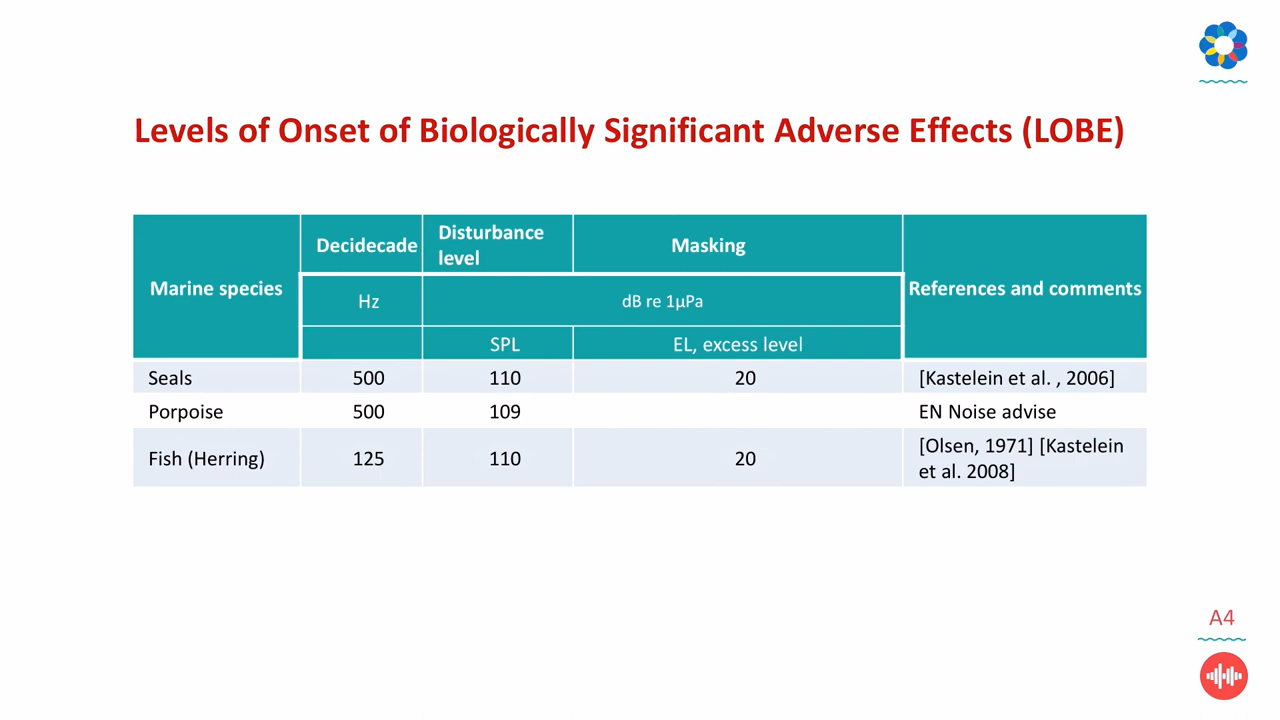 Levels of Onset of Biologically Significant Adverse Effects (LOBE)
Marine species
Decidecade
Disturbance
level
Masking
References and comments
Hz
dB re 1µPa
SPL
EL, excess level
Seals 500 110 20 [Kastelein et al. , 2006]
Porpoise 500 109 EN Noise advise
Fish (Herring) 125 110 20 [Olsen, 1971] [Kastelein
et al. 2008]
A4